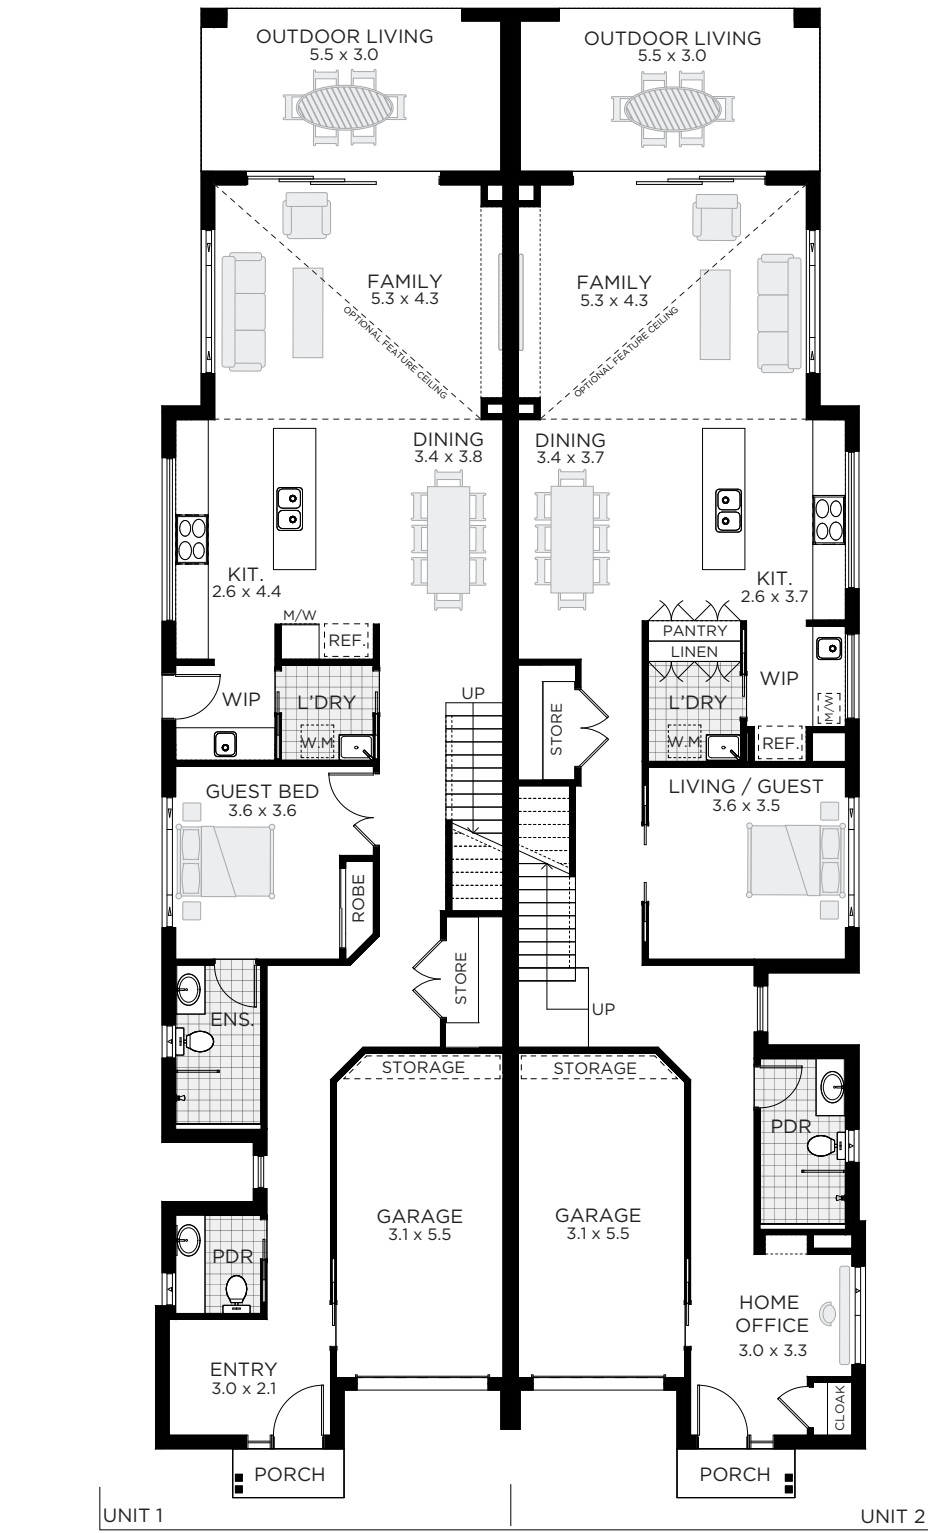 OUTDOOR LIVING
5.5 x 3.0
OUTDOOR LIVING
5.5 x 3.0
FAMILY
5.3 x 4.3
OPTIONAL FEATURE CEILING
FAMILY
5.3 x 4.3
OPTIONAL FEATURE CEILING
DINING
3.4 x 3.8
DINING
3.4 x 3.7
KIT.
2.6 x 4.4
KIT.
2.6 x 3.7
M/W
REF.
PANTRY
LINEN
WIP
L'DRY
W.M
UP
STORE
L'DRY
W.M
WIP
M/W
REF.
GUEST BED
3.6 x 3.6
LIVING / GUEST
3.6 x 3.5
ROBE
STORE
ENS.
UP
STORAGE
STORAGE
PDR
GARAGE
3.1 x 5.5
GARAGE
3.1 x 5.5
PDR
HOME
OFFICE
3.0 x 3.3
ENTRY
3.0 x 2.1
CLOAK
PORCH
PORCH
UNIT 1
UNIT 2